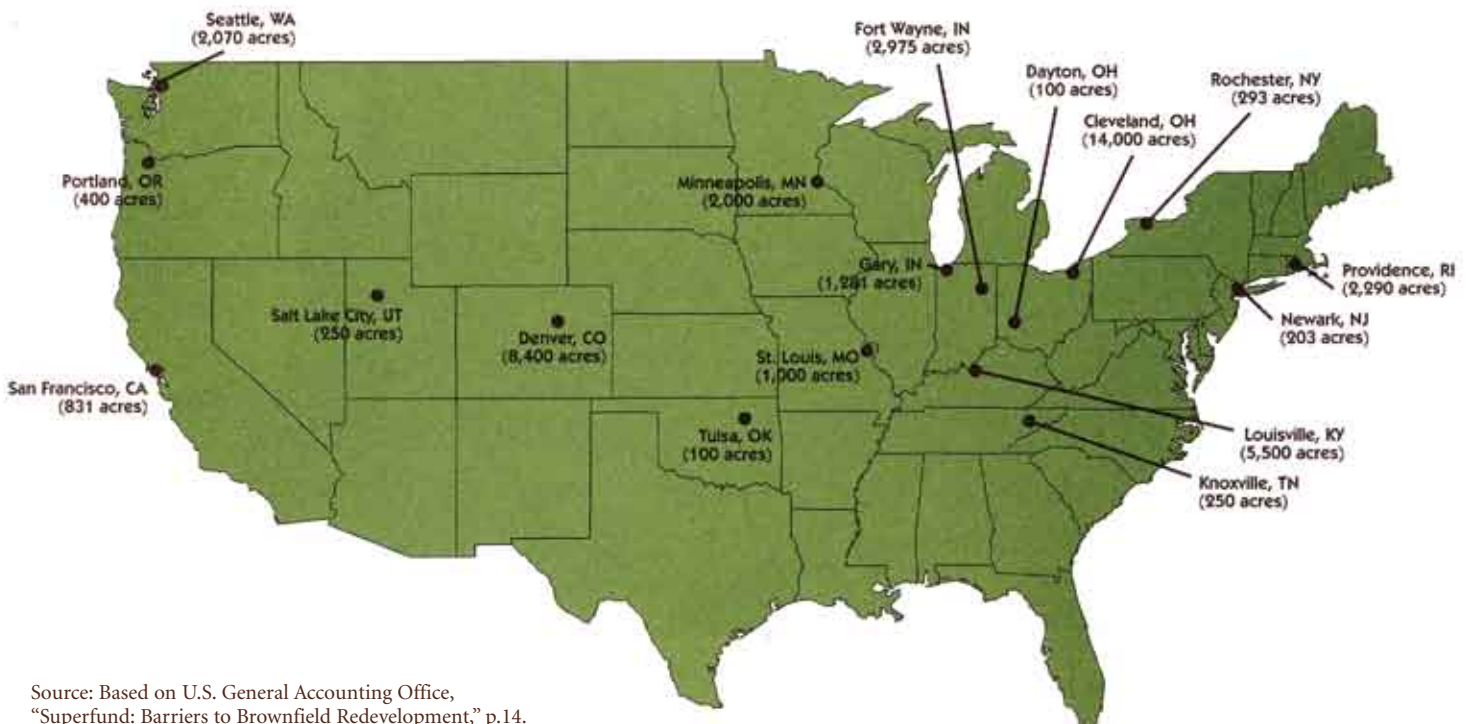 Seattle, WA
(2,070 acres)
Fort Wayne, IN
(2,975 acres)
Dayton, OH
(100 acres)
Rochester, NY
(293 acres)
Cleveland, OH
(14,000 acres)
Portland, OR
(400 acres)
Minneapolis, MN
(2,000 acres)
Gary, IN
(1,281 acres)
Providence, RI
(2,290 acres)
Salt Lake City, UT
(250 acres)
Denver, CO
(8,400 acres)
Newark, NJ
(203 acres)
St. Louis, MO
(1,000 acres)
San Francisco, CA
(831 acres)
Tulsa, OK
(100 acres)
Louisville, KY
(5,500 acres)
Knoxville, TN
(250 acres)
Source: Based on U.S. General Accounting Office,
“Superfund: Barriers to Brownfield Redevelopment,” p.14.